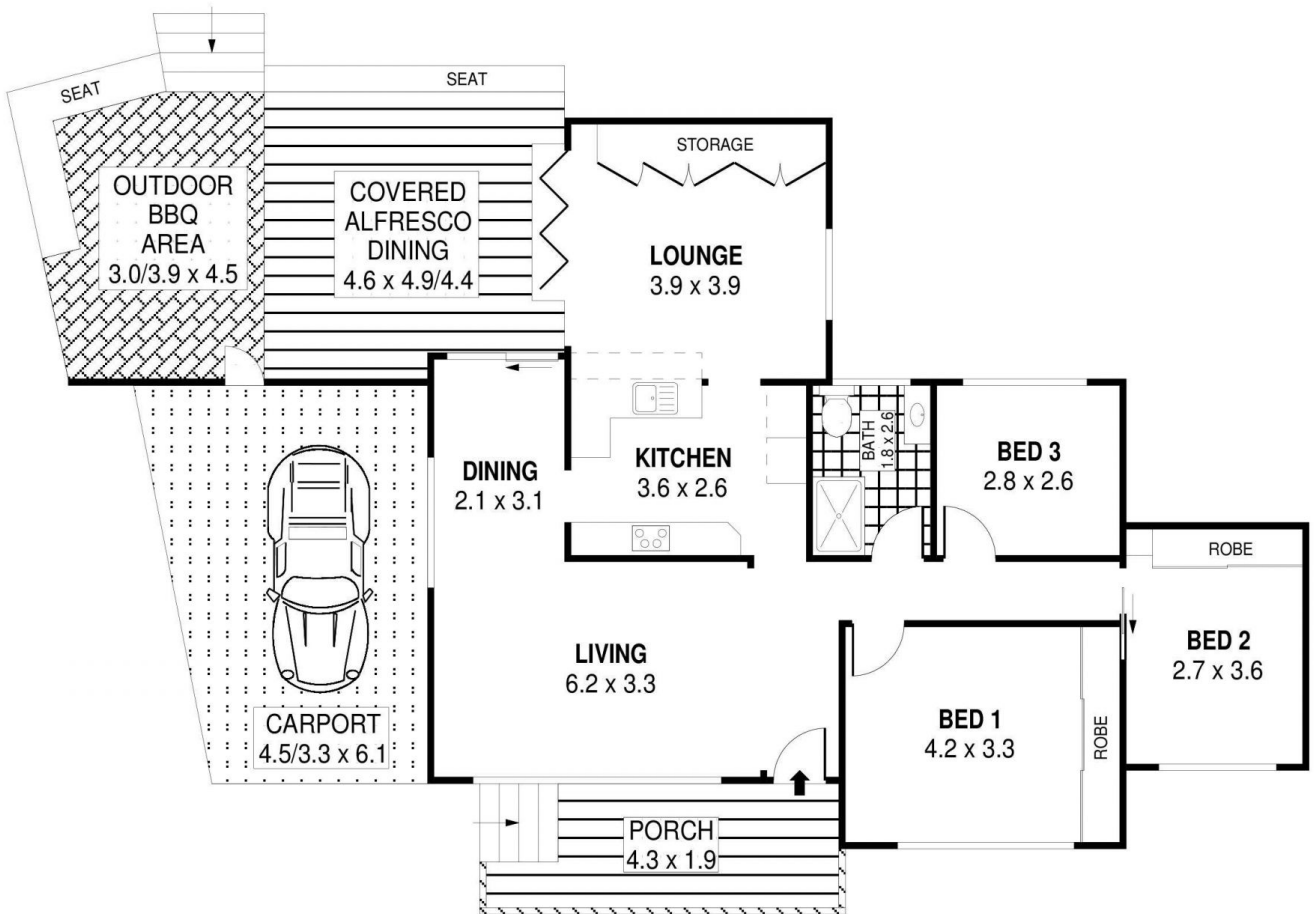 SEAT
SEAT
OUTDOOR
BBQ
AREA
3.0/3.9 x 4.5
COVERED
ALFRESCO
DINING
4.6 x 4.9/4.4
STORAGE
LOUNGE
3.9 x 3.9
DINING
2.1 x 3.1
KITCHEN
3.6 x 2.6
BATH
1.8 x 2.6
BED 3
2.8 x 2.6
ROBE
BED 2
2.7 x 3.6
LIVING
6.2 x 3.3
BED 1
4.2 x 3.3
ROBE
CARPORT
4.5/3.3 x 6.1
PORCH
4.3 x 1.9